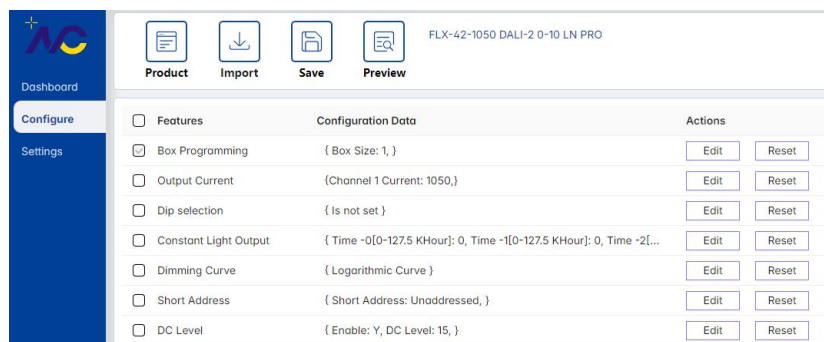 NC
FLX-42-1050 DALI-2 0-10 LN PRO
Product Import Save Preview
Dashboard
Configure
Settings
Features Configuration Data Actions
Box Programming { Box Size: 1, } Edit Reset
Output Current {Channel 1 Current: 1050,} Edit Reset
Dip selection { Is not set } Edit Reset
Constant Light Output { Time -0[0-127.5 KHour]: 0, Time -1[0-127.5 KHour]: 0, Time -2[... Edit Reset
Dimming Curve { Logarithmic Curve } Edit Reset
Short Address { Short Address: Unaddressed, } Edit Reset
DC Level { Enable: Y, DC Level: 15, } Edit Reset